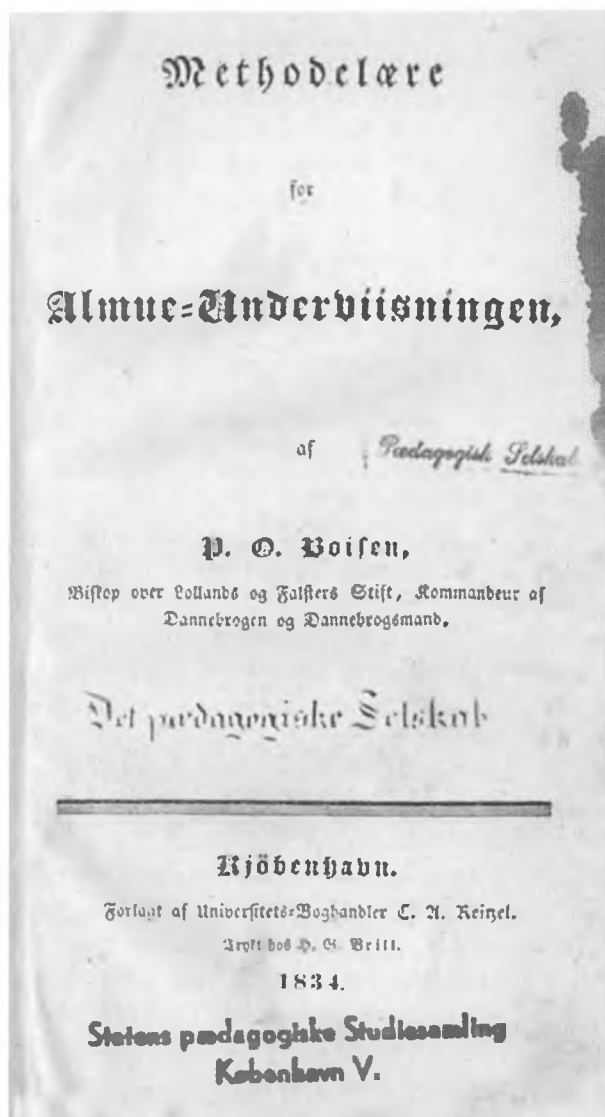 Methodelære
for
Almue-Underviisningen,
af
Pædagogisk Selskab
P. O. Boisen,
Biskop over Lollands og Falsters Stift, Kommandeur af
Dannebrogen og Dannebrogsmand.
Det pædagogiske Selskab
Kjöbenhavn.
Forlagt af Universitets-Boghandler C. A. Reitzel.
Trykt hos H. G. Brill.
1834.
Statens pædagogiske Studiesamling
København V.